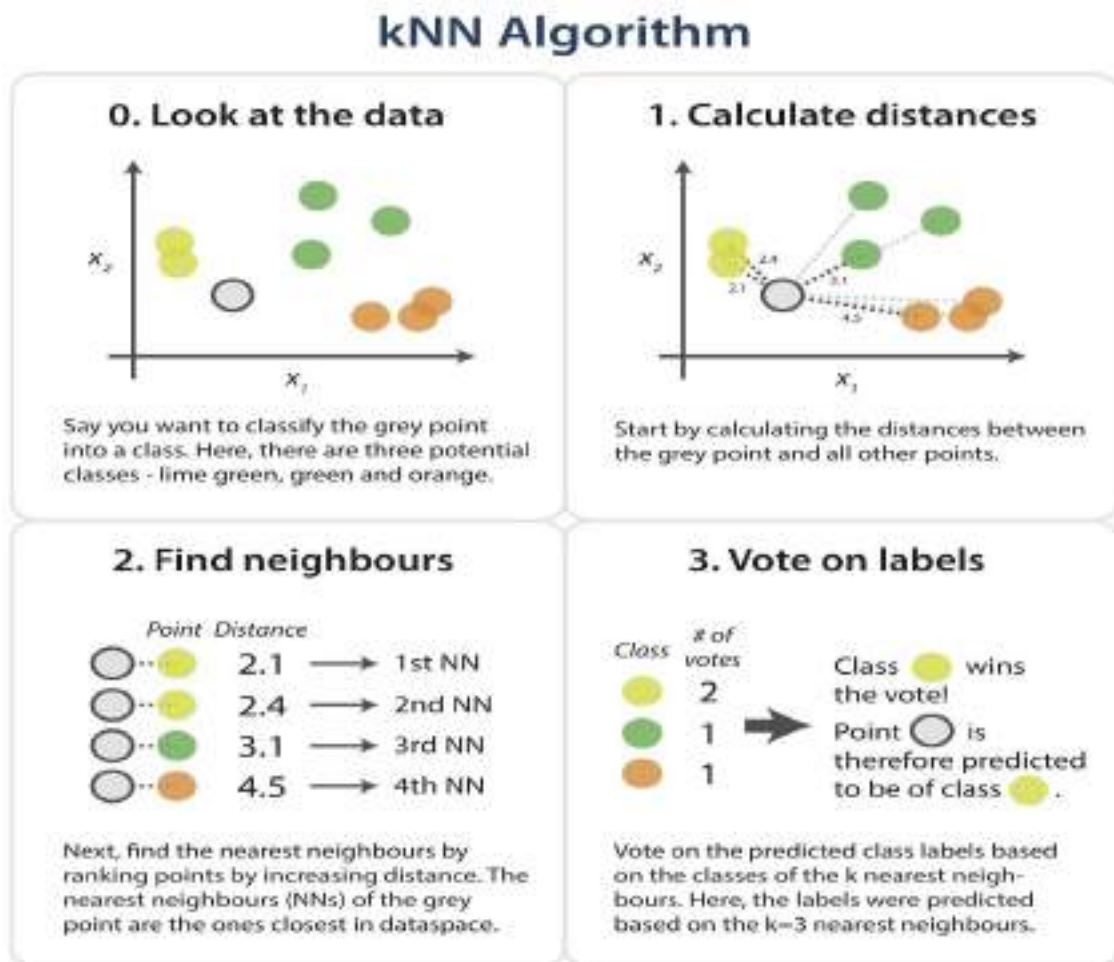 kNN Algorithm
0. Look at the data
x₂
x₁
Say you want to classify the grey point
into a class. Here, there are three potential
classes - lime green, green and orange.
1. Calculate distances
x₂
2.4
2.1
3.1
4.5
x₁
Start by calculating the distances between
the grey point and all other points.
2. Find neighbours
Point Distance
2.1 1st NN
2.4 2nd NN
3.1 3rd NN
4.5 4th NN
Next, find the nearest neighbours by
ranking points by increasing distance. The
nearest neighbours (NNs) of the grey
point are the ones closest in dataspace.
3. Vote on labels
Class # of
votes
2
1
1
Class wins
the vote!
Point is
therefore predicted
to be of class .
Vote on the predicted class labels based
on the classes of the k nearest neigh-
bours. Here, the labels were predicted
based on the k=3 nearest neighbours.